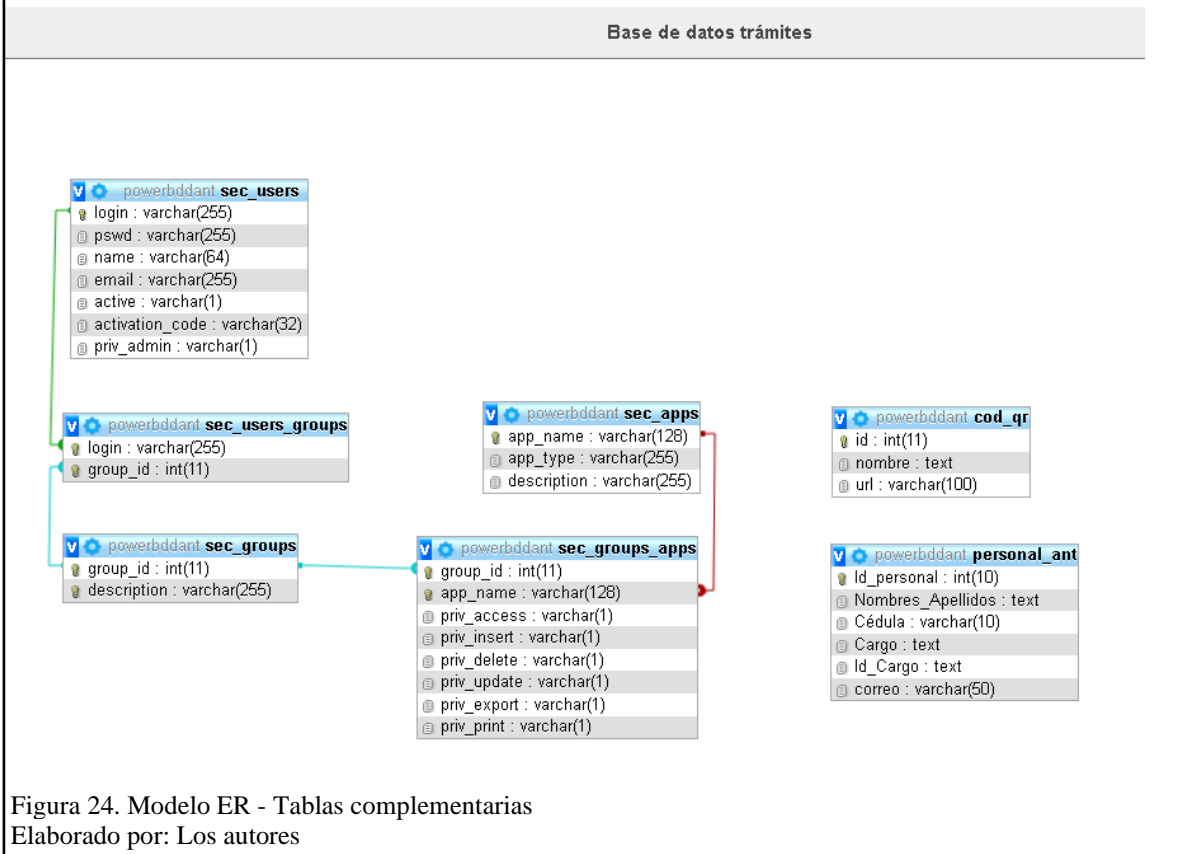 Base de datos trámites
v powerbddant sec_users
login : varchar(255)
pswd : varchar(255)
name : varchar(64)
email : varchar(255)
active : varchar(1)
activation_code : varchar(32)
priv_admin : varchar(1)
v powerbddant sec_users_groups
login : varchar(255)
group_id : int(11)
v powerbddant sec_groups
group_id : int(11)
description : varchar(255)
v powerbddant sec_apps
app_name : varchar(128)
app_type : varchar(255)
description : varchar(255)
v powerbddant sec_groups_apps
group_id : int(11)
app_name : varchar(128)
priv_access : varchar(1)
priv_insert : varchar(1)
priv_delete : varchar(1)
priv_update : varchar(1)
priv_export : varchar(1)
priv_print : varchar(1)
v powerbddant cod_qr
id : int(11)
nombre : text
url : varchar(100)
v powerbddant personal_ant
Id_personal : int(10)
Nombres_Apellidos : text
Cédula : varchar(10)
Cargo : text
Id_Cargo : text
correo : varchar(50)
Figura 24. Modelo ER - Tablas complementarias
Elaborado por: Los autores